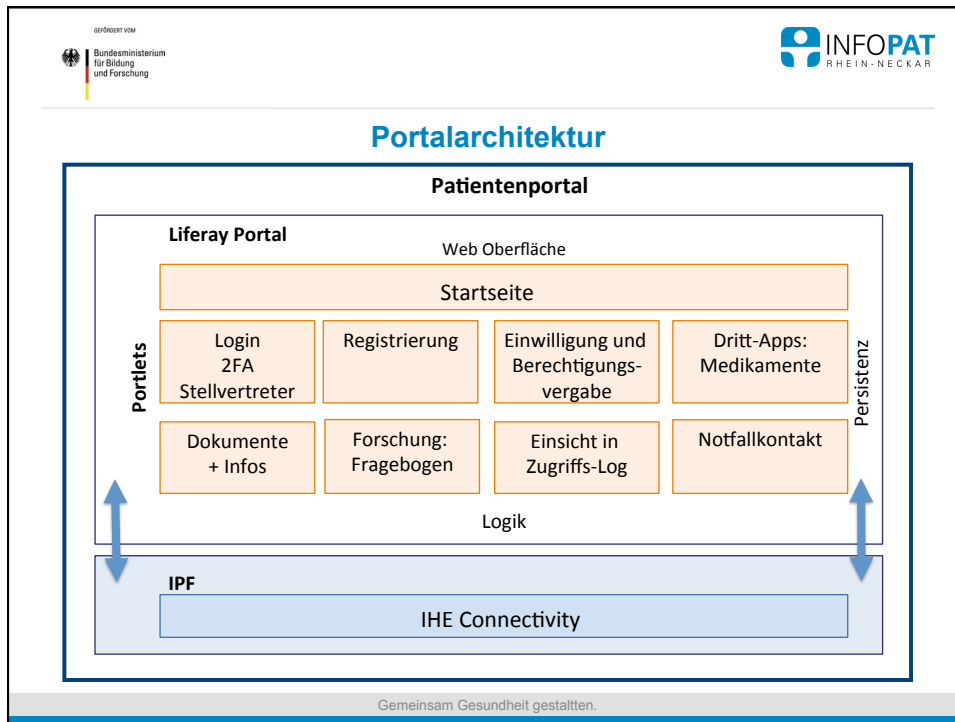 GEFÖRDERT VOM
Bundesministerium
für Bildung
und Forschung
INFOPAT
RHEIN-NECKAR
Portalarchitektur
Patientenportal
Liferay Portal
Web Oberfläche
Startseite
Portlets
Login
2FA
Stellvertreter
Registrierung
Einwilligung und
Berechtigungs-
vergabe
Dritt-Apps:
Medikamente
Persistenz
Dokumente
+ Infos
Forschung:
Fragebogen
Einsicht in
Zugriffs-Log
Notfallkontakt
Logik
IPF
IHE Connectivity
Gemeinsam Gesundheit gestaltten.